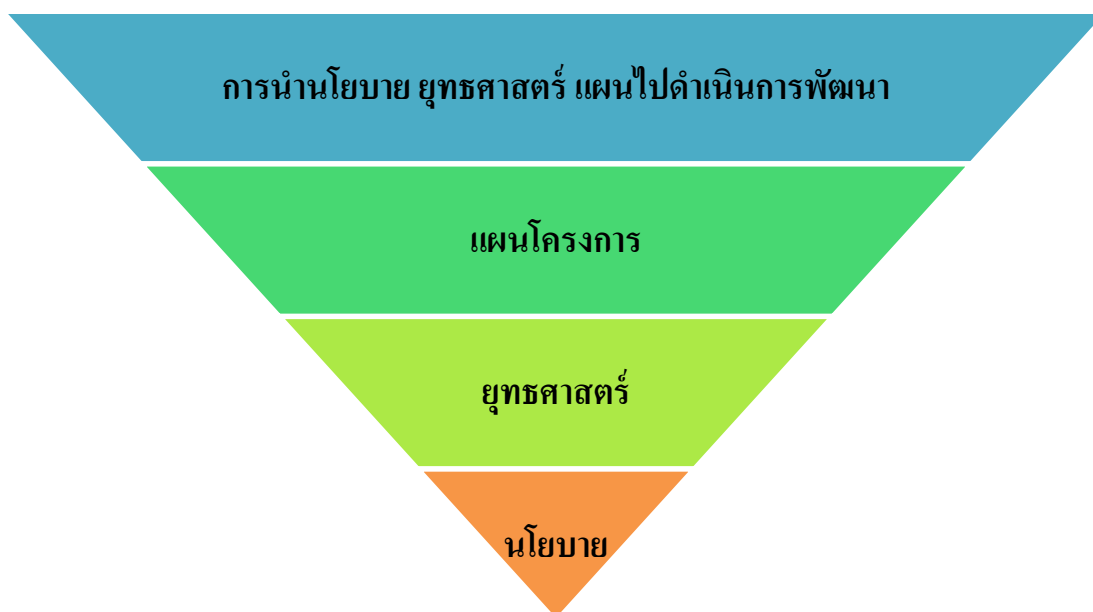 การนำนโยบาย ยุทธศาสตร์ แผนไปดำเนินการพัฒนา
แผนโครงการ
ยุทธศาสตร์
นโยบาย